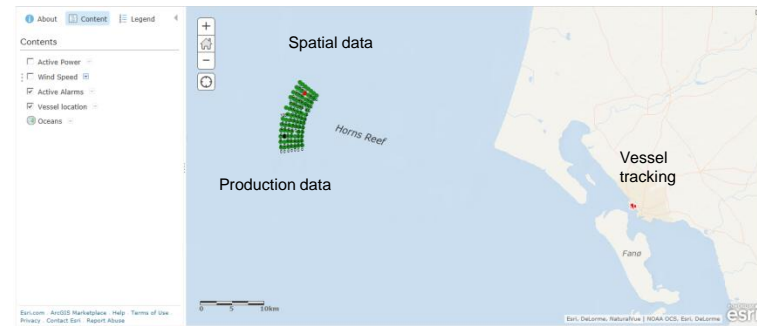 About Content Legend
Contents
Active Power
Wind Speed
Active Alarms
Vessel location
Oceans
Esri.com ArcGIS Marketplace Help Terms of Use
Privacy Contact Esri Report Abuse
Spatial data
Horns Reef
Production data
Vessel
tracking
Fanø
0 5 10km
Esri, DeLorme, NaturalVue | NOAA OCS, Esri, DeLorme
esri